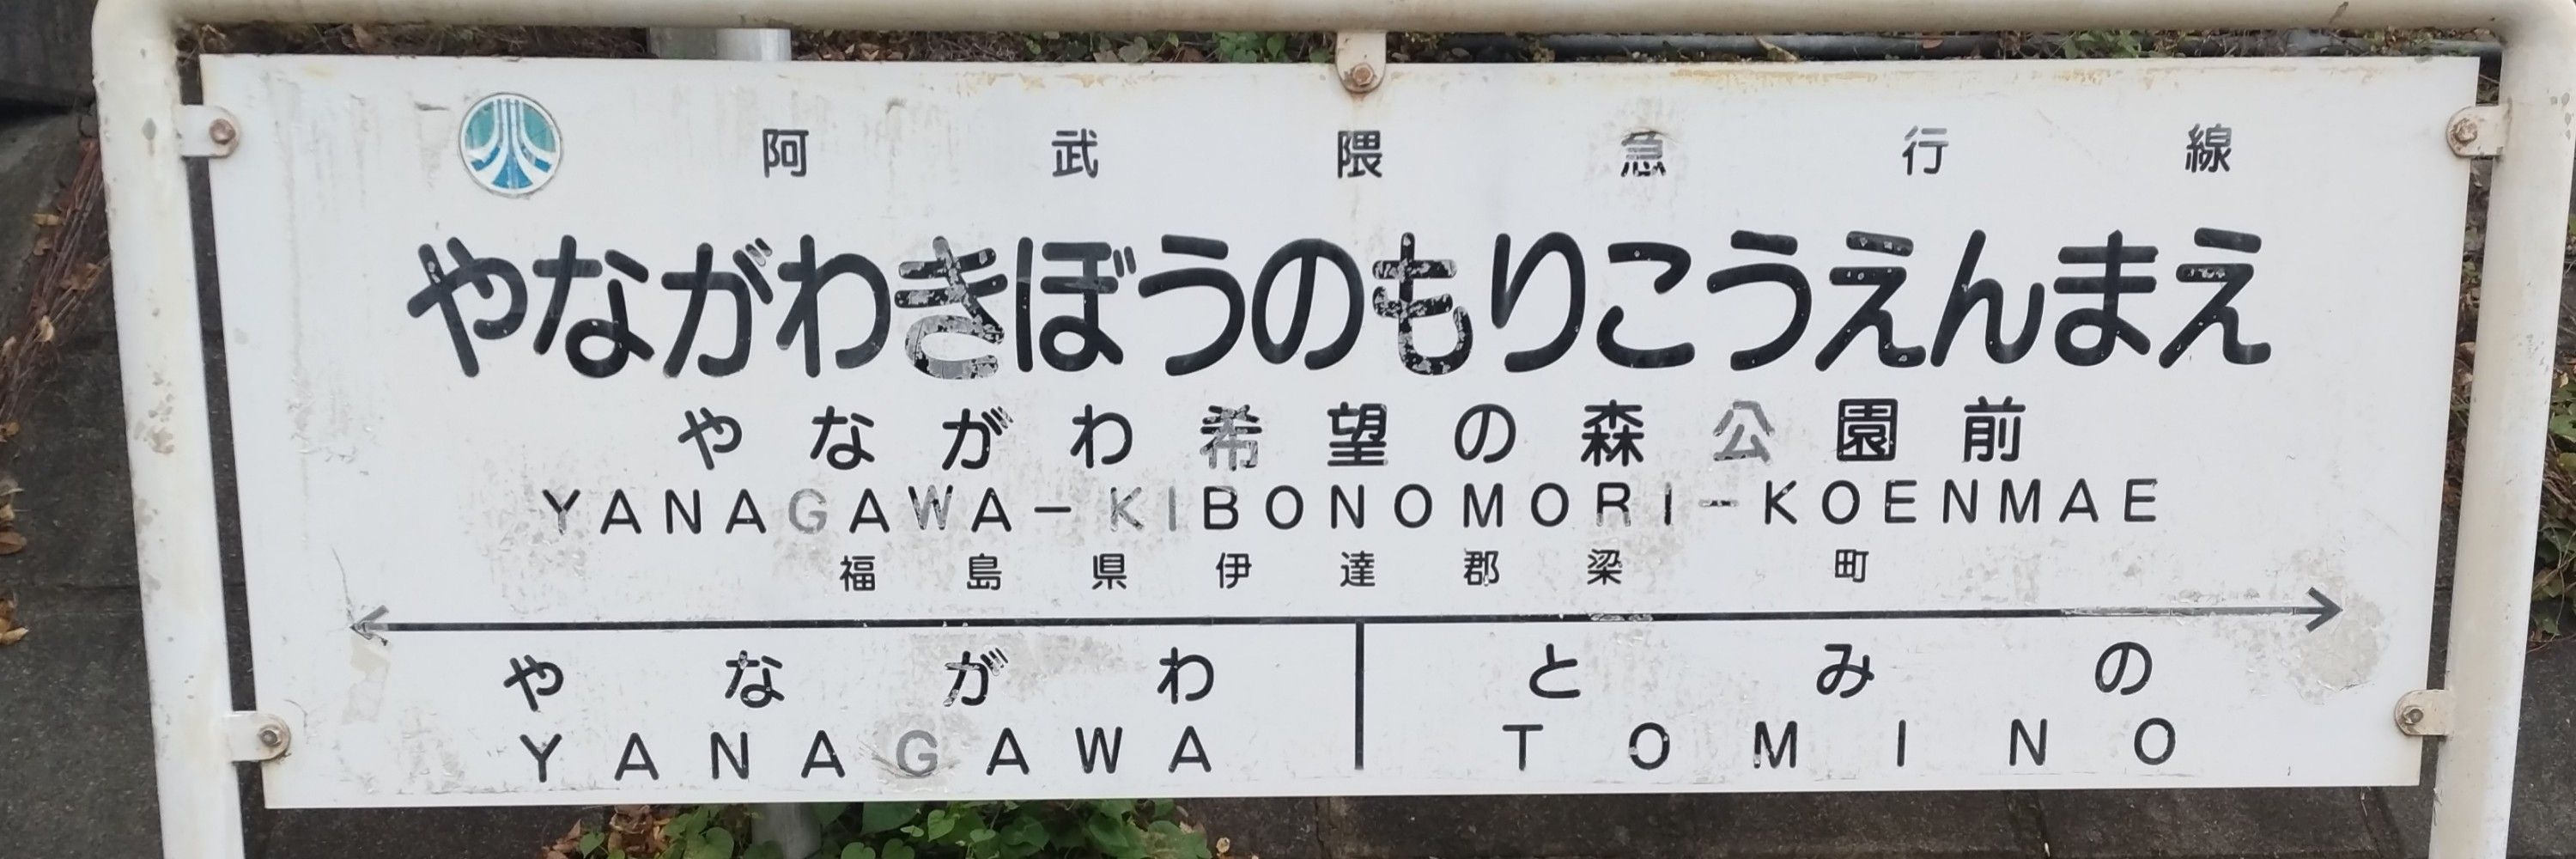 阿武隈急行線
やながわきぼうのもりこうえんまえ
やながわ希望の森公園前
YANAGAWA-KIBONOMORI-KOENMAE
福島県伊達郡梁 町
やながわ とみの
YANAGAWA TOMINO